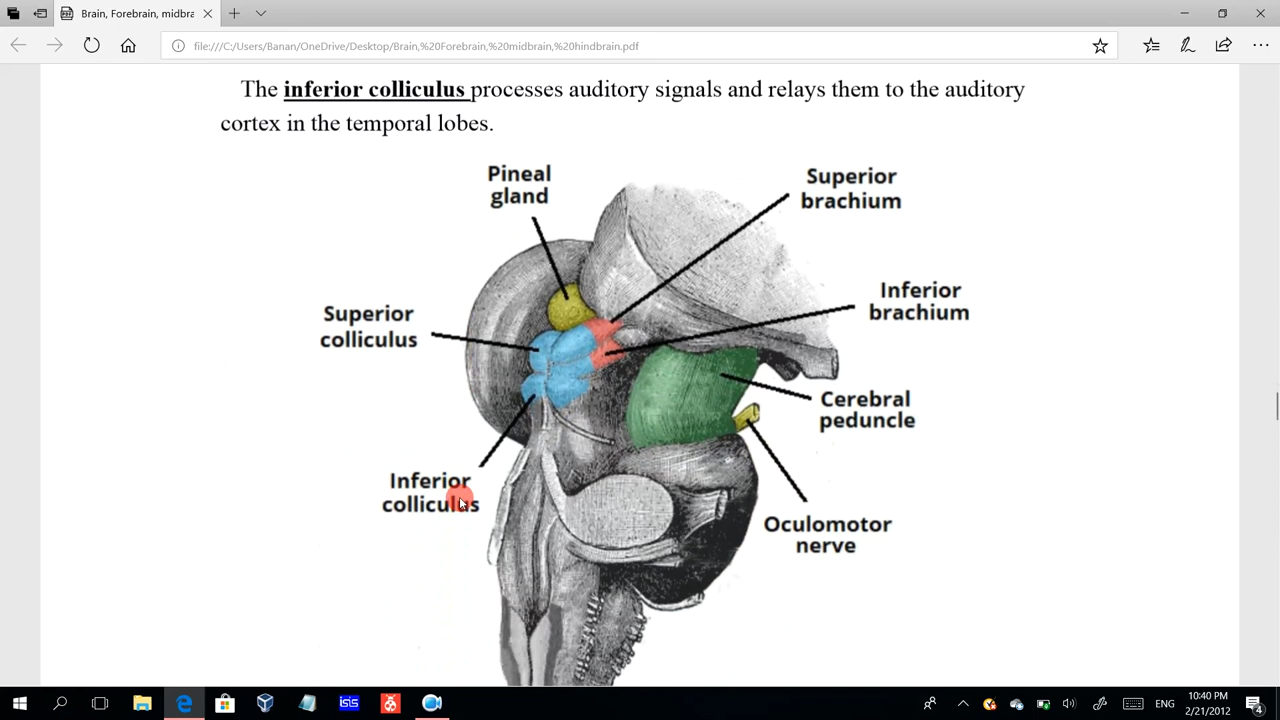 Brain, Forebrain, midbra
file:///C:/Users/Banan/OneDrive/Desktop/Brain,%20Forebrain,%20midbrain,%20hindbrain.pdf
The inferior colliculus processes auditory signals and relays them to the auditory
cortex in the temporal lobes.
Pineal
gland
Superior
brachium
Superior
colliculus
Inferior
brachium
Cerebral
peduncle
Inferior
colliculus
Oculomotor
nerve
ISIS
ENG
10:40 PM
2/21/2012
4